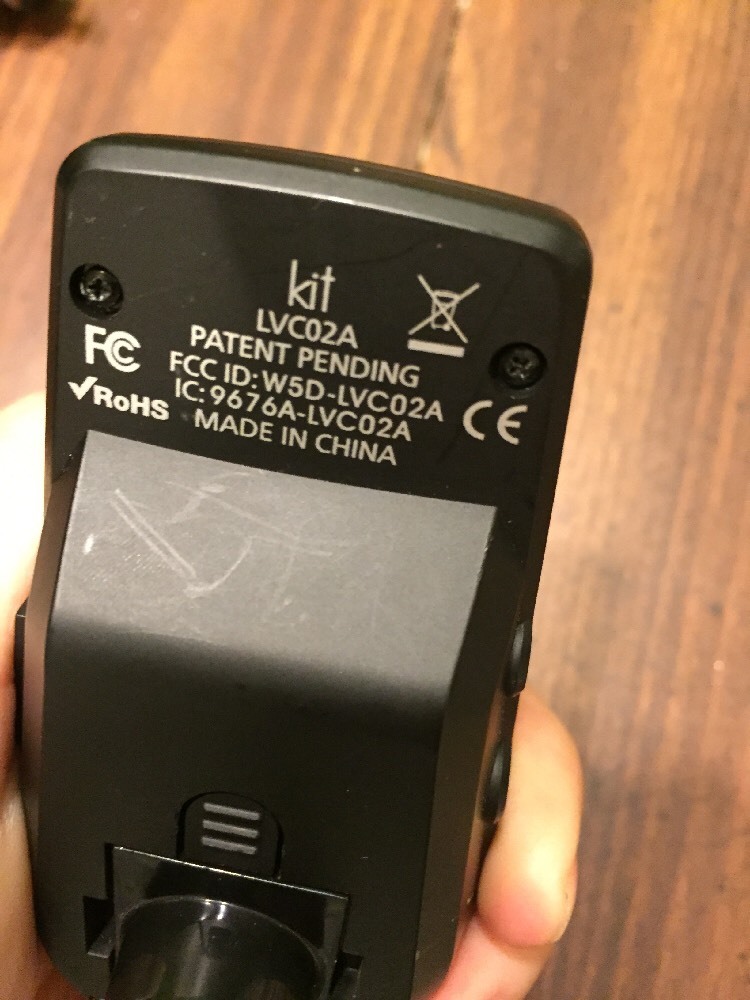 kit
LVC02A
PATENT PENDING
FCC ID: W5D-LVC02A
IC: 9676A-LVC02A
MADE IN CHINA
FC
✓RoHS
CE